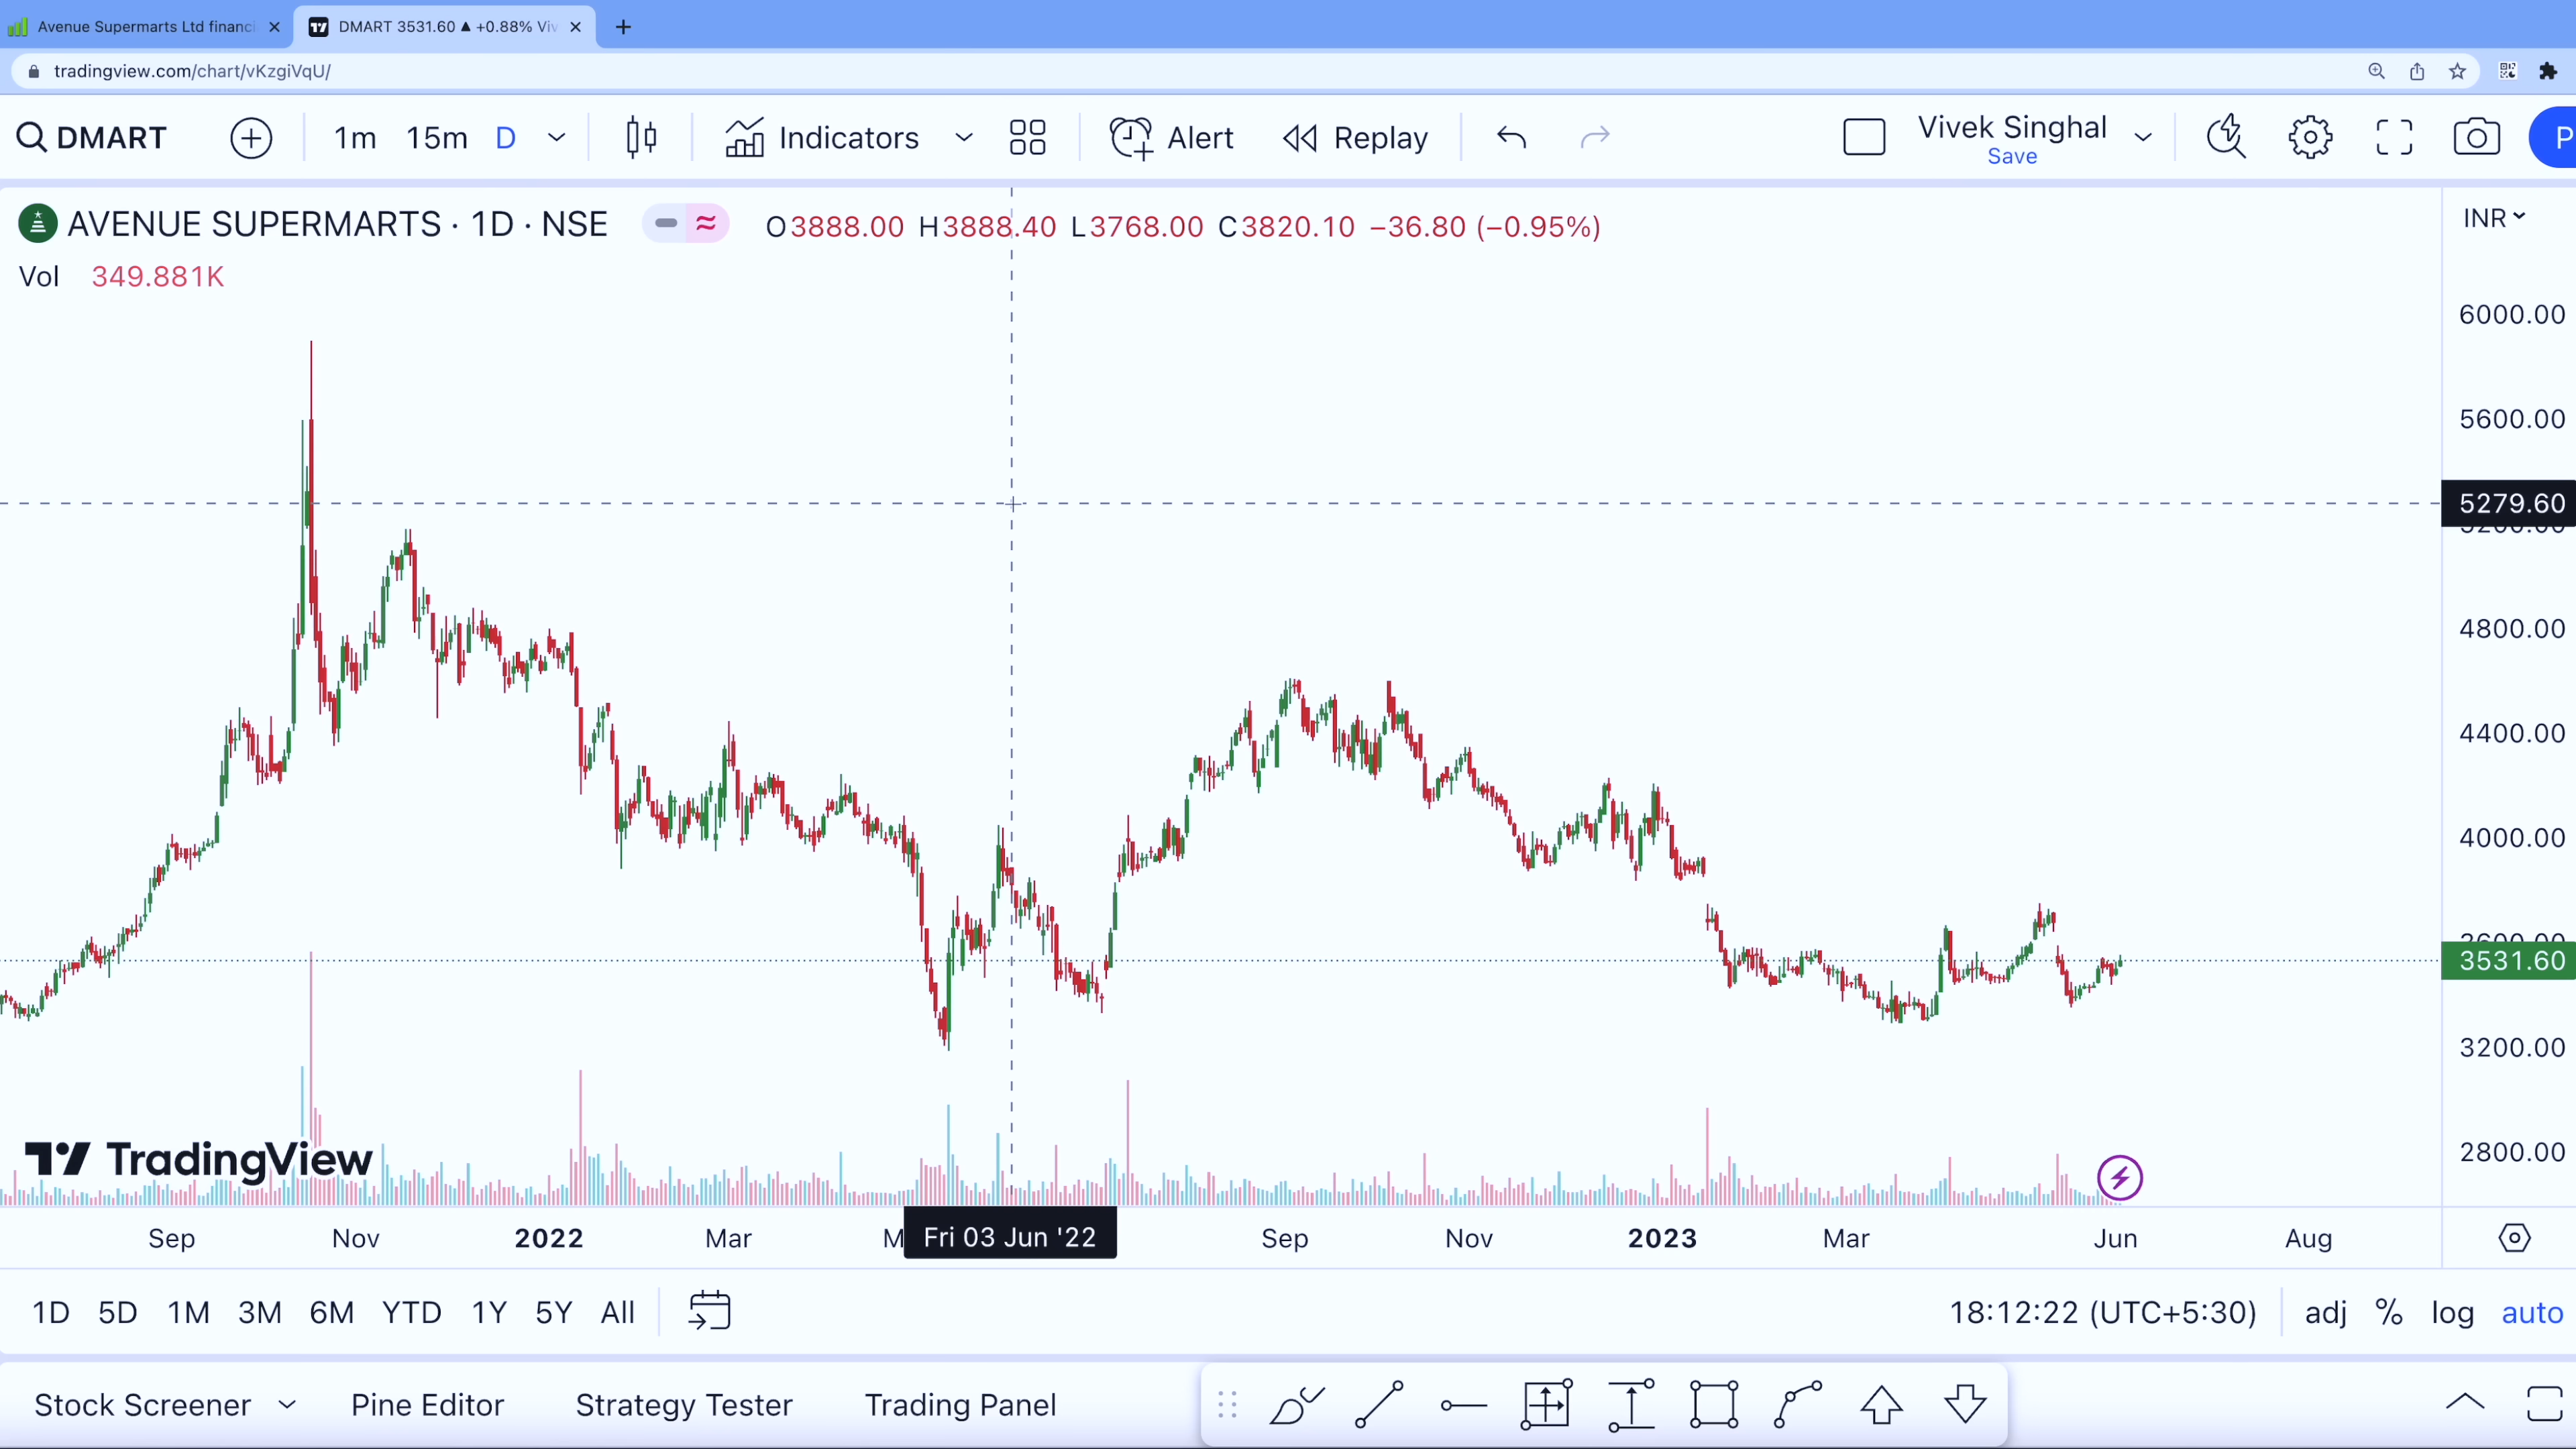 Avenue Supermarts Ltd financi
DMART 3531.60 ▲ +0.88% Viv
tradingview.com/chart/vKzgiVqU/
DMART 1m 15m D Indicators Alert Replay Vivek Singhal P
Save
AVENUE SUPERMARTS · 1D · NSE O3888.00 H3888.40 L3768.00 C3820.10 −36.80 (−0.95%) INR
Vol 349.881K
6000.00
5600.00
5279.60
4800.00
4400.00
4000.00
3531.60
3200.00
2800.00
TradingView
Sep Nov 2022 Mar M Fri 03 Jun '22 Sep Nov 2023 Mar Jun Aug
1D 5D 1M 3M 6M YTD 1Y 5Y All 18:12:22 (UTC+5:30) adj % log auto
Stock Screener Pine Editor Strategy Tester Trading Panel